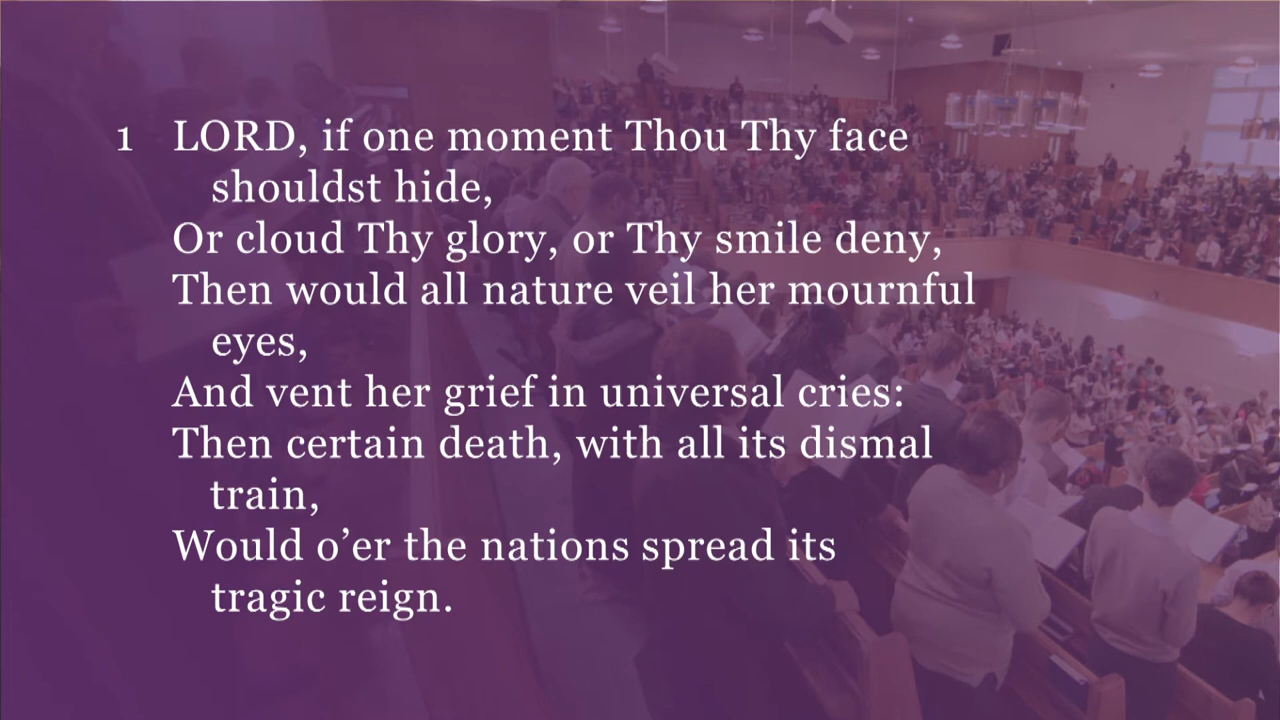 1 LORD, if one moment Thou Thy face
shouldst hide,
Or cloud Thy glory, or Thy smile deny,
Then would all nature veil her mournful
eyes,
And vent her grief in universal cries:
Then certain death, with all its dismal
train,
Would o’er the nations spread its
tragic reign.